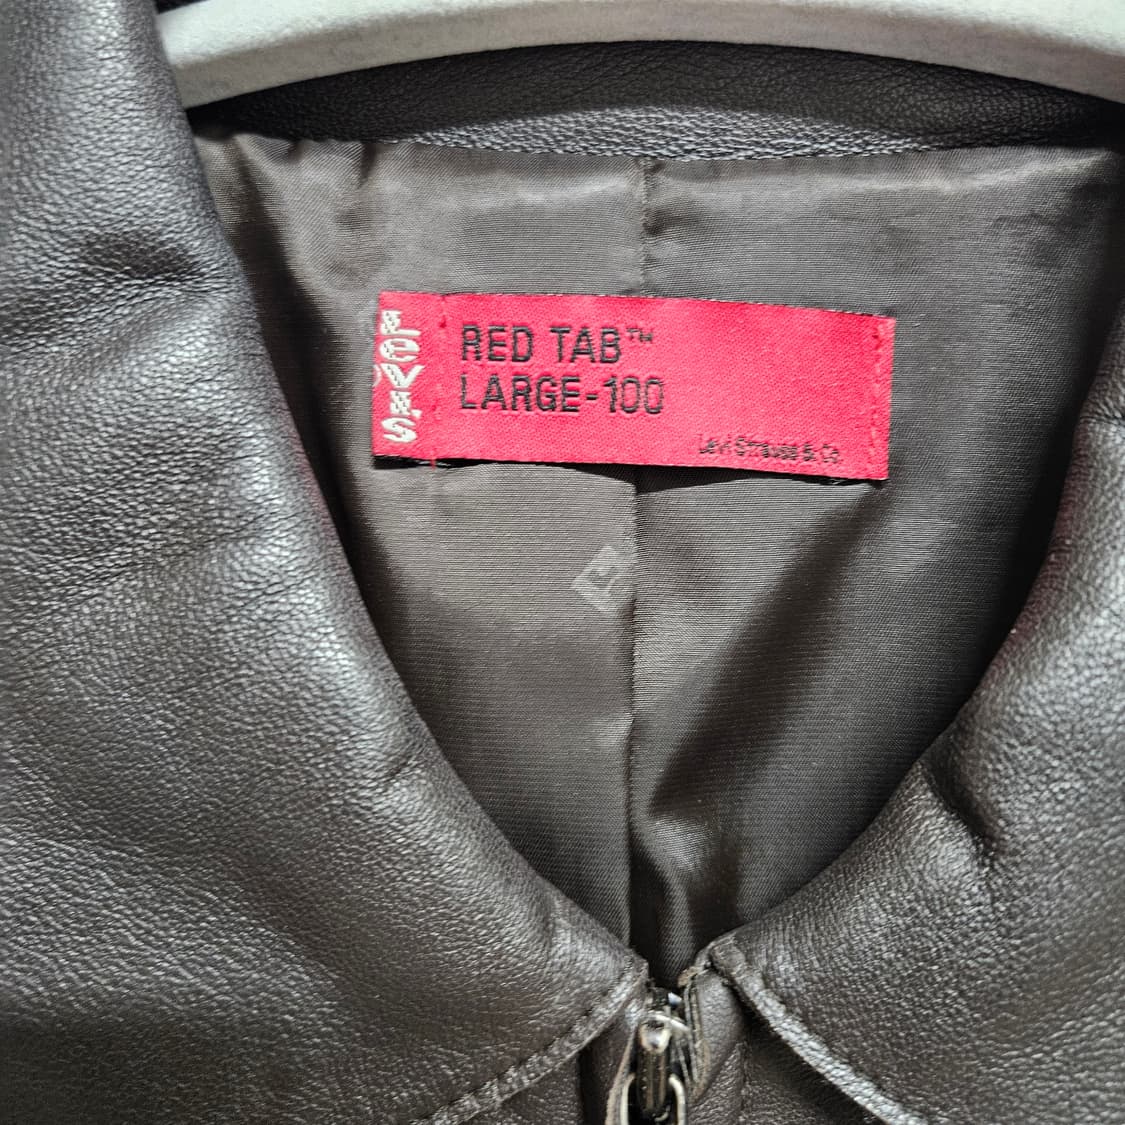 LEVI'S
RED TAB™
LARGE-100
Levi Strauss & Co.